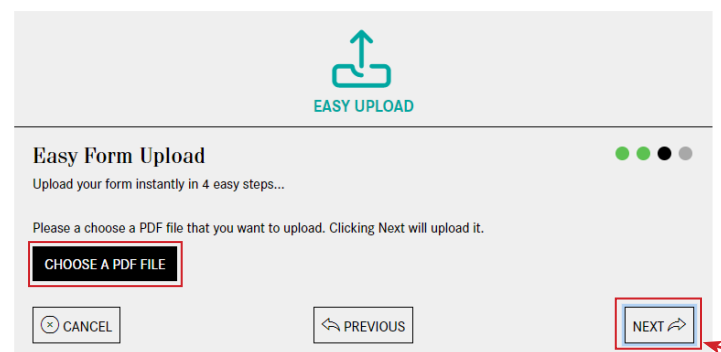 EASY UPLOAD
Easy Form Upload
Upload your form instantly in 4 easy steps...
Please a choose a PDF file that you want to upload. Clicking Next will upload it.
CHOOSE A PDF FILE
CANCEL
PREVIOUS
NEXT